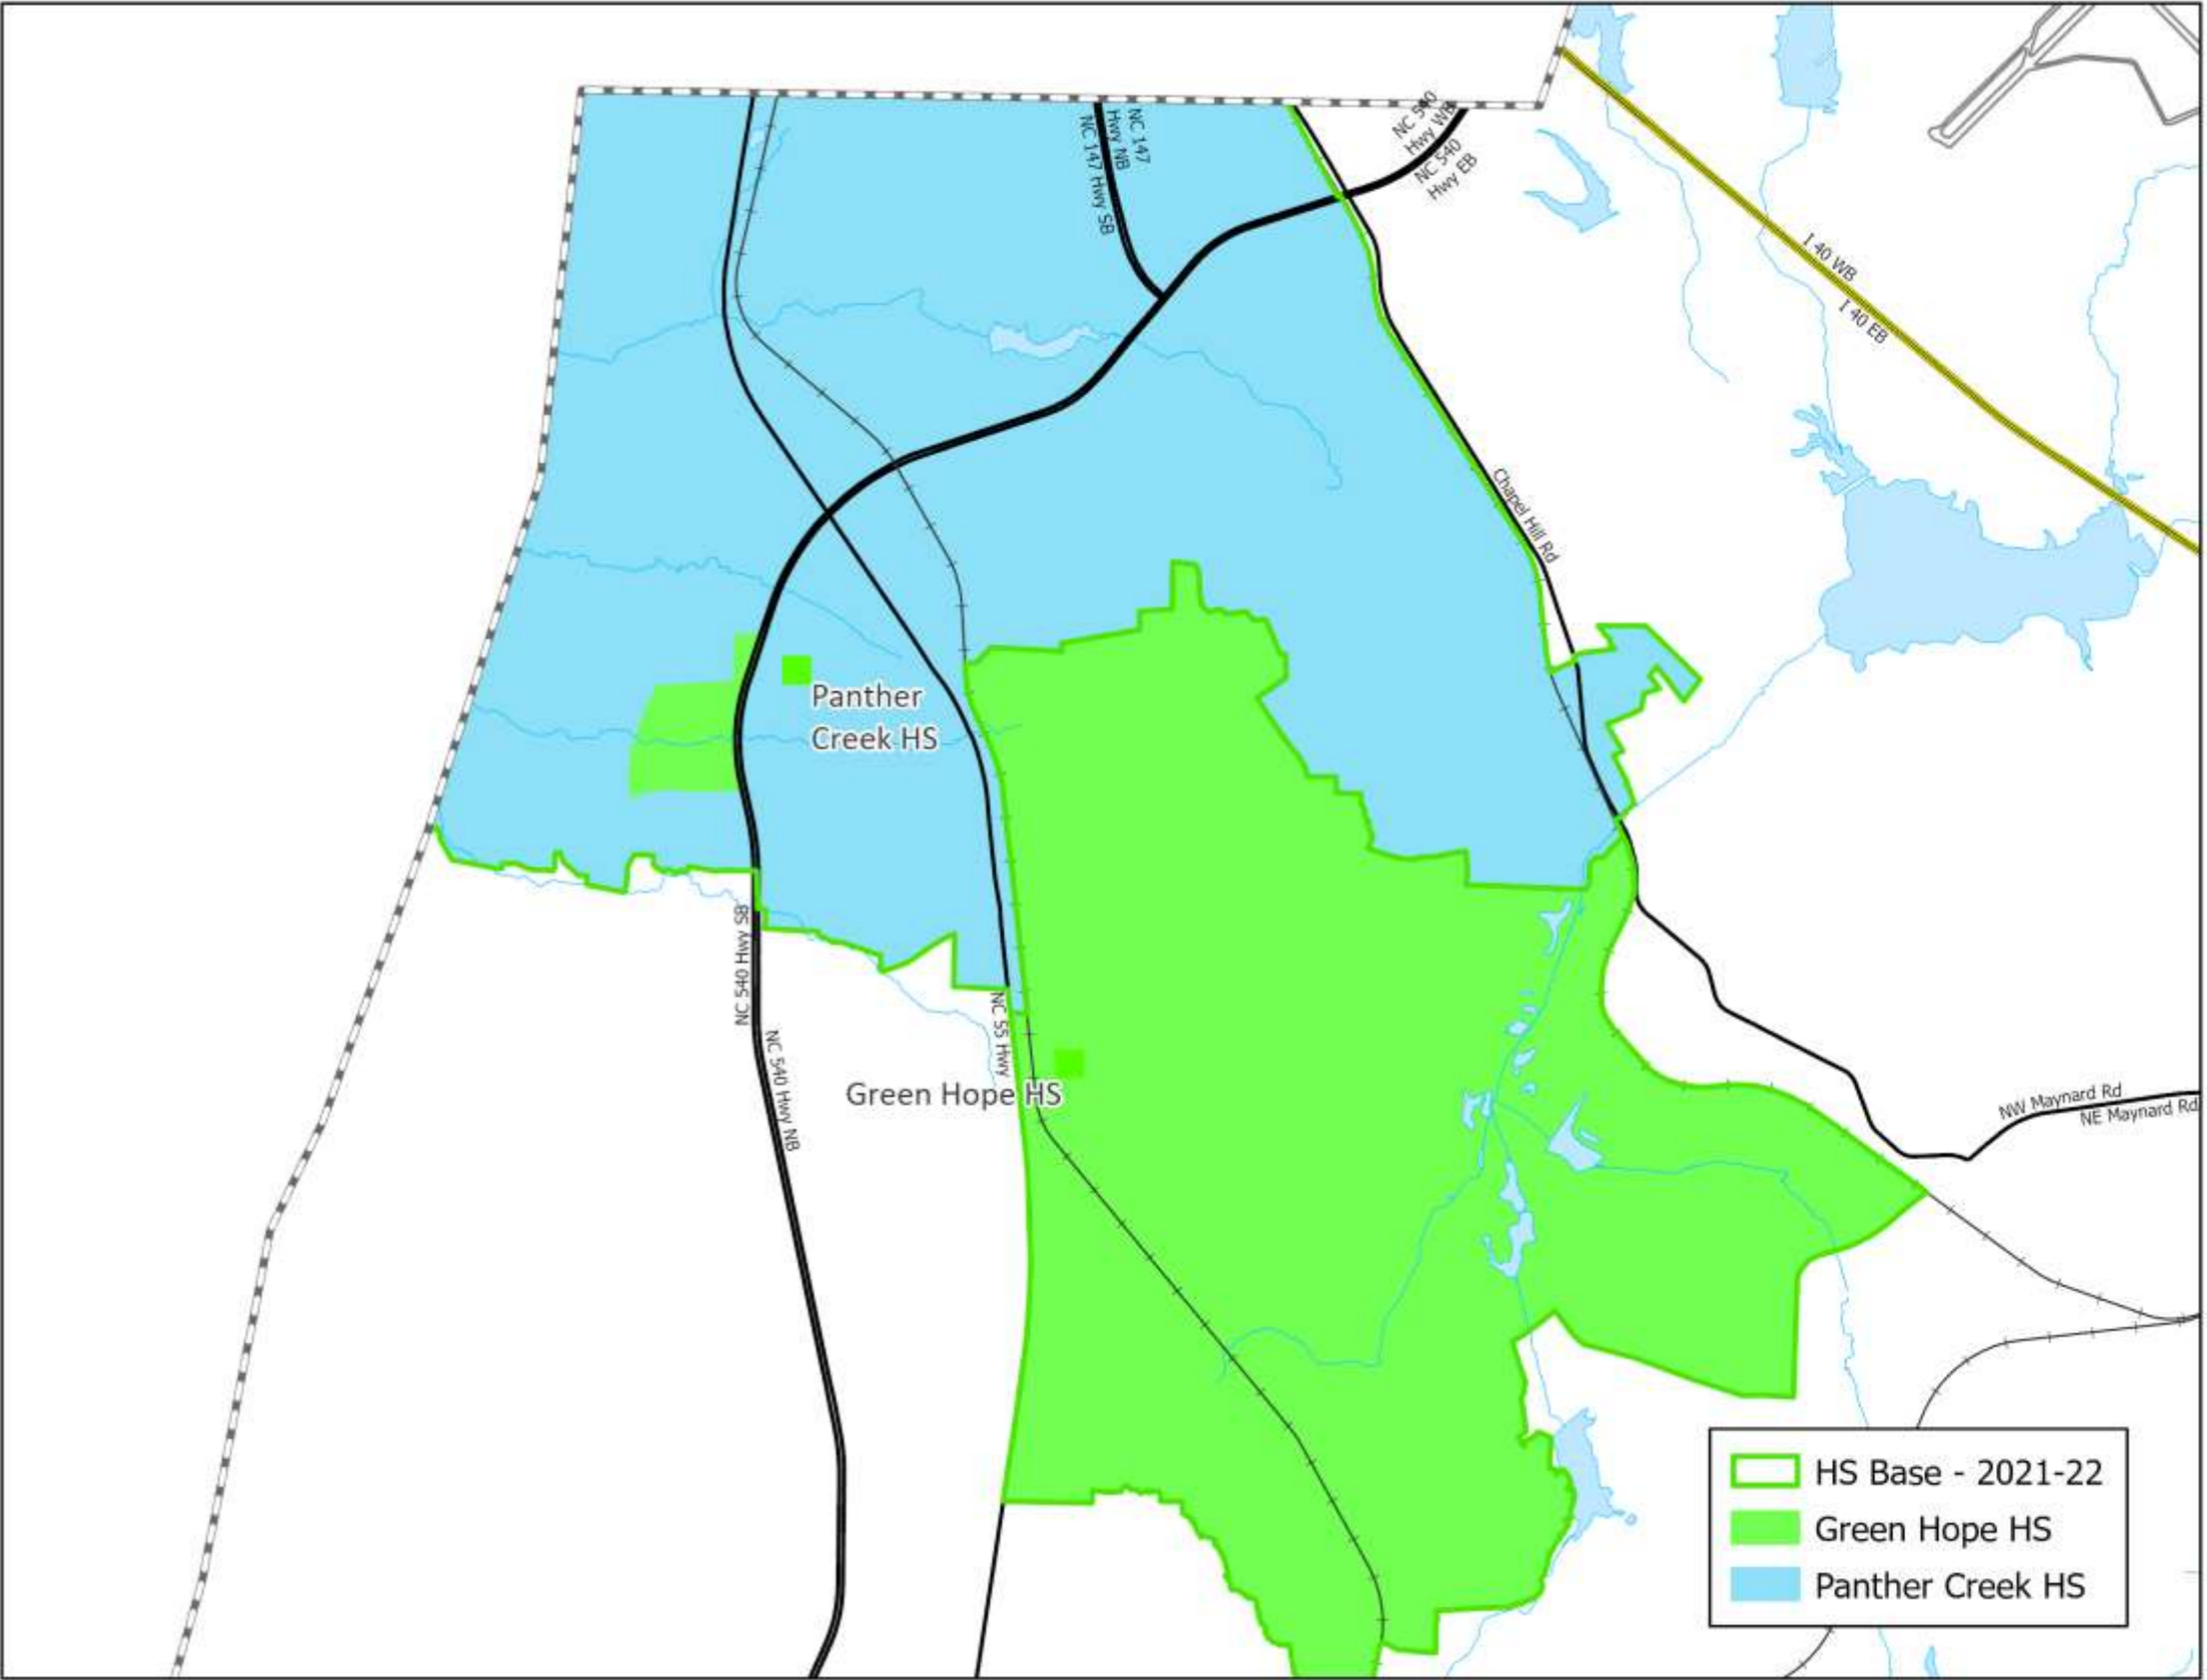 NC 147
Hwy NB
NC 147 Hwy SB
NC 540
Hwy WB
NC 540
Hwy EB
I 40 WB
I 40 EB
Chapel Hill Rd
Panther
Creek HS
NC 540 Hwy SB
NC 540 Hwy NB
NC 55 Hwy
Green Hope HS
NW Maynard Rd
NE Maynard Rd
HS Base - 2021-22
Green Hope HS
Panther Creek HS